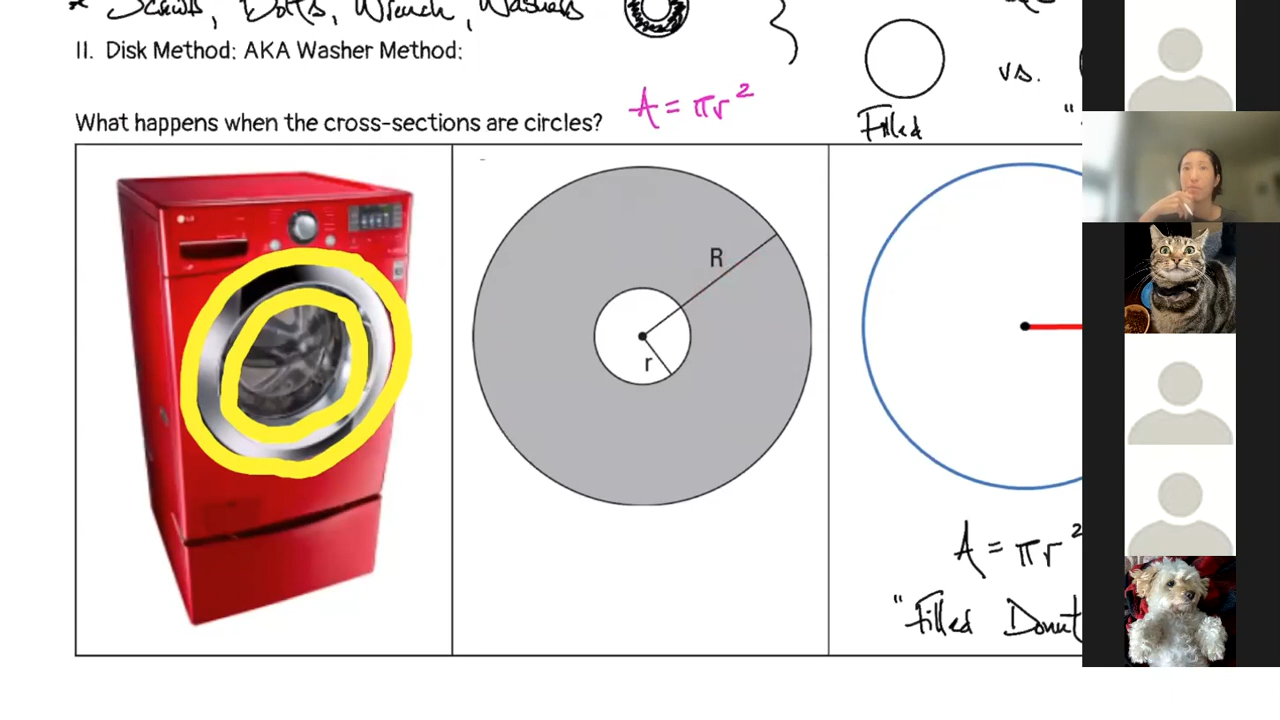 * Screws, Bolts, Wrench, Washers
II. Disk Method: AKA Washer Method:
vs.
A = πr²
What happens when the cross-sections are circles?
Filled
"
LG
R
r
A = πr²
"Filled Donut